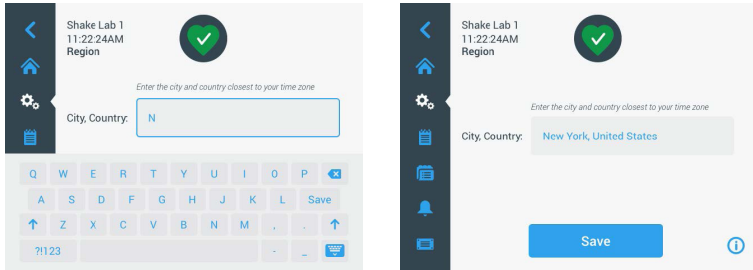 Shake Lab 1
11:22:24AM
Region
Enter the city and country closest to your time zone
City, Country: N
Q W E R T Y U I O P
A S D F G H J K L Save
Z X C V B N M , .
?!123 - _
Shake Lab 1
11:22:24AM
Region
Enter the city and country closest to your time zone
City, Country: New York, United States
Save